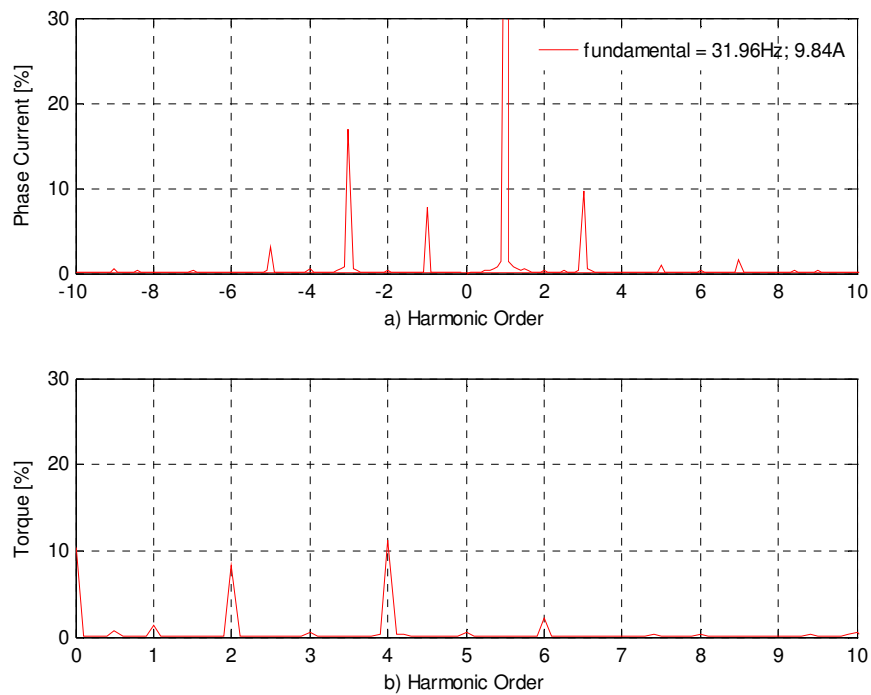 30
20
10
0
Phase Current [%]
fundamental = 31.96Hz; 9.84A
-10 -8 -6 -4 -2 0 2 4 6 8 10
a) Harmonic Order
30
20
10
0
Torque [%]
0 1 2 3 4 5 6 7 8 9 10
b) Harmonic Order